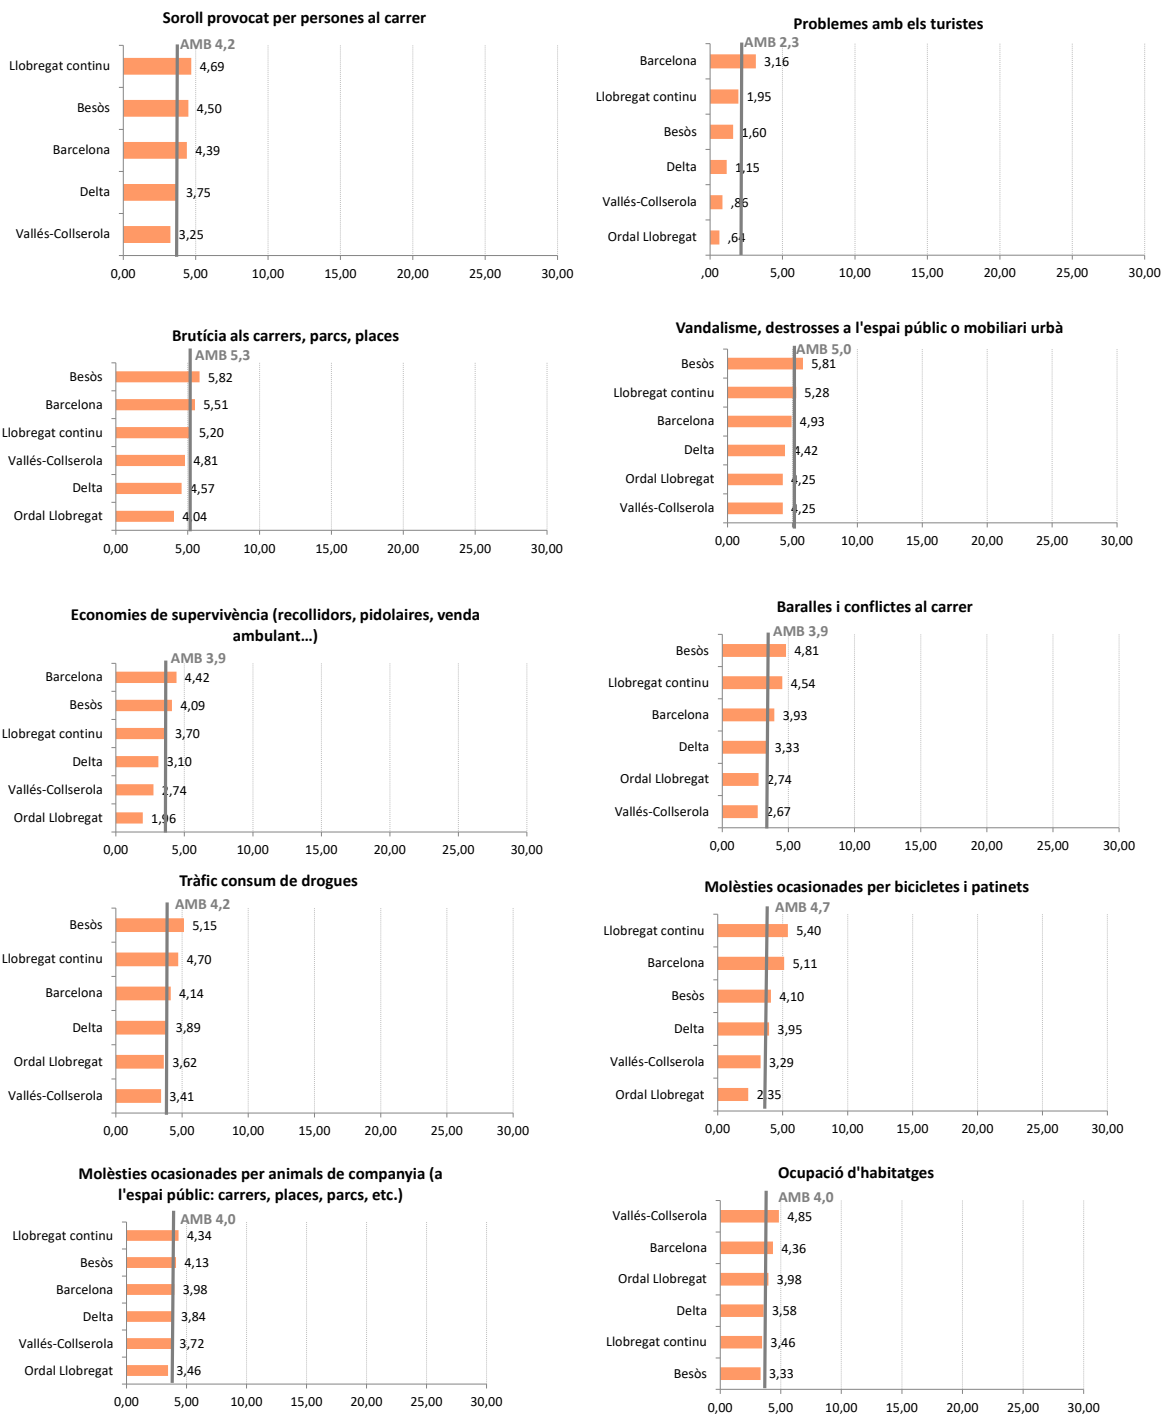 Soroll provocat per persones al carrer
AMB 4,2
Llobregat continu 4,69
Besòs 4,50
Barcelona 4,39
Delta 3,75
Vallés-Collserola 3,25
0,00 5,00 10,00 15,00 20,00 25,00 30,00
Problemes amb els turistes
AMB 2,3
Barcelona 3,16
Llobregat continu 1,95
Besòs 1,60
Delta 1,15
Vallés-Collserola ,86
Ordal Llobregat ,64
,00 5,00 10,00 15,00 20,00 25,00 30,00
Brutícia als carrers, parcs, places
AMB 5,3
Besòs 5,82
Barcelona 5,51
Llobregat continu 5,20
Vallés-Collserola 4,81
Delta 4,57
Ordal Llobregat 4,04
0,00 5,00 10,00 15,00 20,00 25,00 30,00
Vandalisme, destrosses a l'espai públic o mobiliari urbà
AMB 5,0
Besòs 5,81
Llobregat continu 5,28
Barcelona 4,93
Delta 4,42
Ordal Llobregat 4,25
Vallés-Collserola 4,25
0,00 5,00 10,00 15,00 20,00 25,00 30,00
Economies de supervivència (recollidors, pidolaires, venda
ambulant...)
AMB 3,9
Barcelona 4,42
Besòs 4,09
Llobregat continu 3,70
Delta 3,10
Vallés-Collserola 2,74
Ordal Llobregat 1,96
0,00 5,00 10,00 15,00 20,00 25,00 30,00
Baralles i conflictes al carrer
AMB 3,9
Besòs 4,81
Llobregat continu 4,54
Barcelona 3,93
Delta 3,33
Ordal Llobregat 2,74
Vallés-Collserola 2,67
0,00 5,00 10,00 15,00 20,00 25,00 30,00
Tràfic consum de drogues
AMB 4,2
Besòs 5,15
Llobregat continu 4,70
Barcelona 4,14
Delta 3,89
Ordal Llobregat 3,62
Vallés-Collserola 3,41
0,00 5,00 10,00 15,00 20,00 25,00 30,00
Molèsties ocasionades per bicicletes i patinets
AMB 4,7
Llobregat continu 5,40
Barcelona 5,11
Besòs 4,10
Delta 3,95
Vallés-Collserola 3,29
Ordal Llobregat 2,35
0,00 5,00 10,00 15,00 20,00 25,00 30,00
Molèsties ocasionades per animals de companyia (a
l'espai públic: carrers, places, parcs, etc.)
AMB 4,0
Llobregat continu 4,34
Besòs 4,13
Barcelona 3,98
Delta 3,84
Vallés-Collserola 3,72
Ordal Llobregat 3,46
0,00 5,00 10,00 15,00 20,00 25,00 30,00
Ocupació d'habitatges
AMB 4,0
Vallés-Collserola 4,85
Barcelona 4,36
Ordal Llobregat 3,98
Delta 3,58
Llobregat continu 3,46
Besòs 3,33
0,00 5,00 10,00 15,00 20,00 25,00 30,00